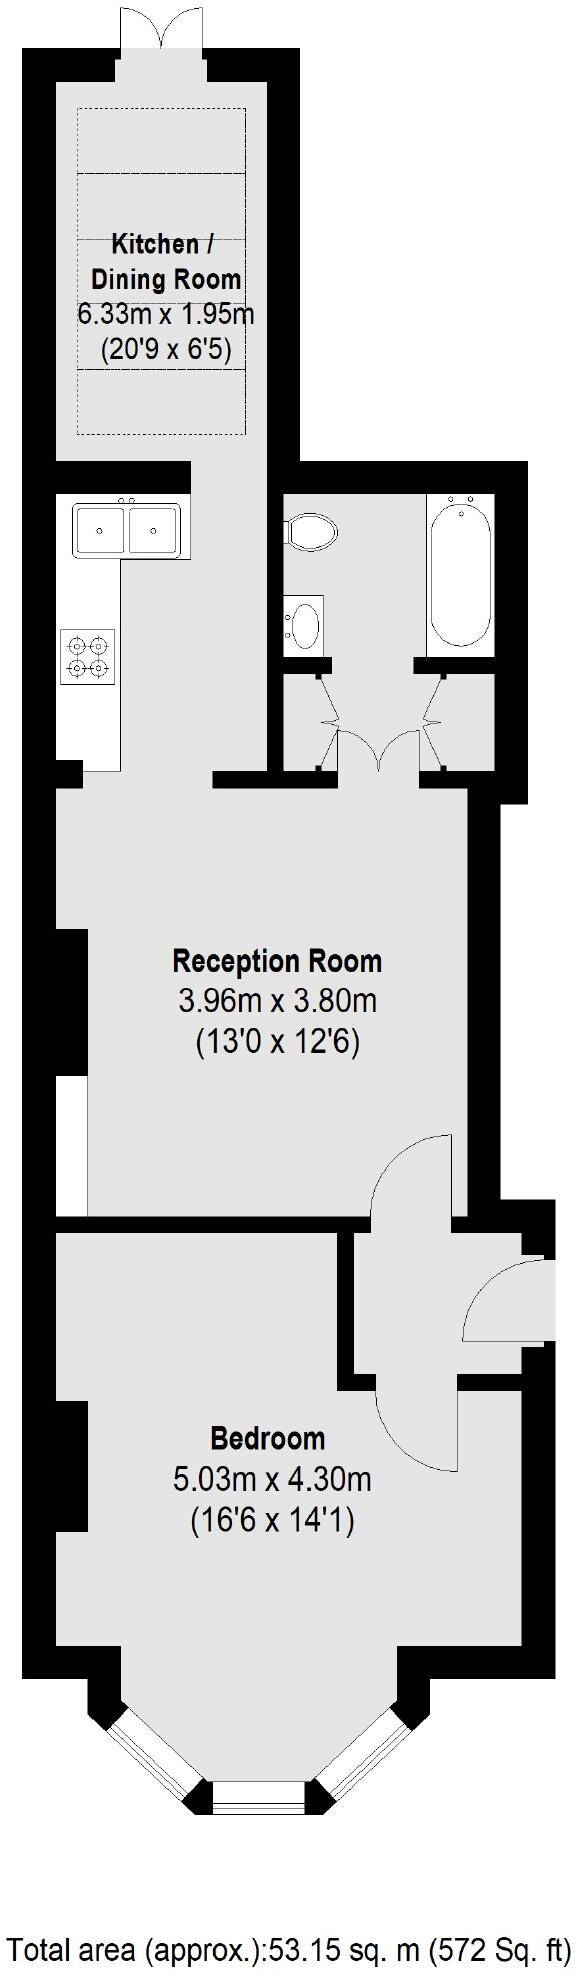 Kitchen /
Dining Room
6.33m x 1.95m
(20'9 x 6'5)
Reception Room
3.96m x 3.80m
(13'0 x 12'6)
Bedroom
5.03m x 4.30m
(16'6 x 14'1)
Total area (approx.):53.15 sq. m (572 Sq. ft)